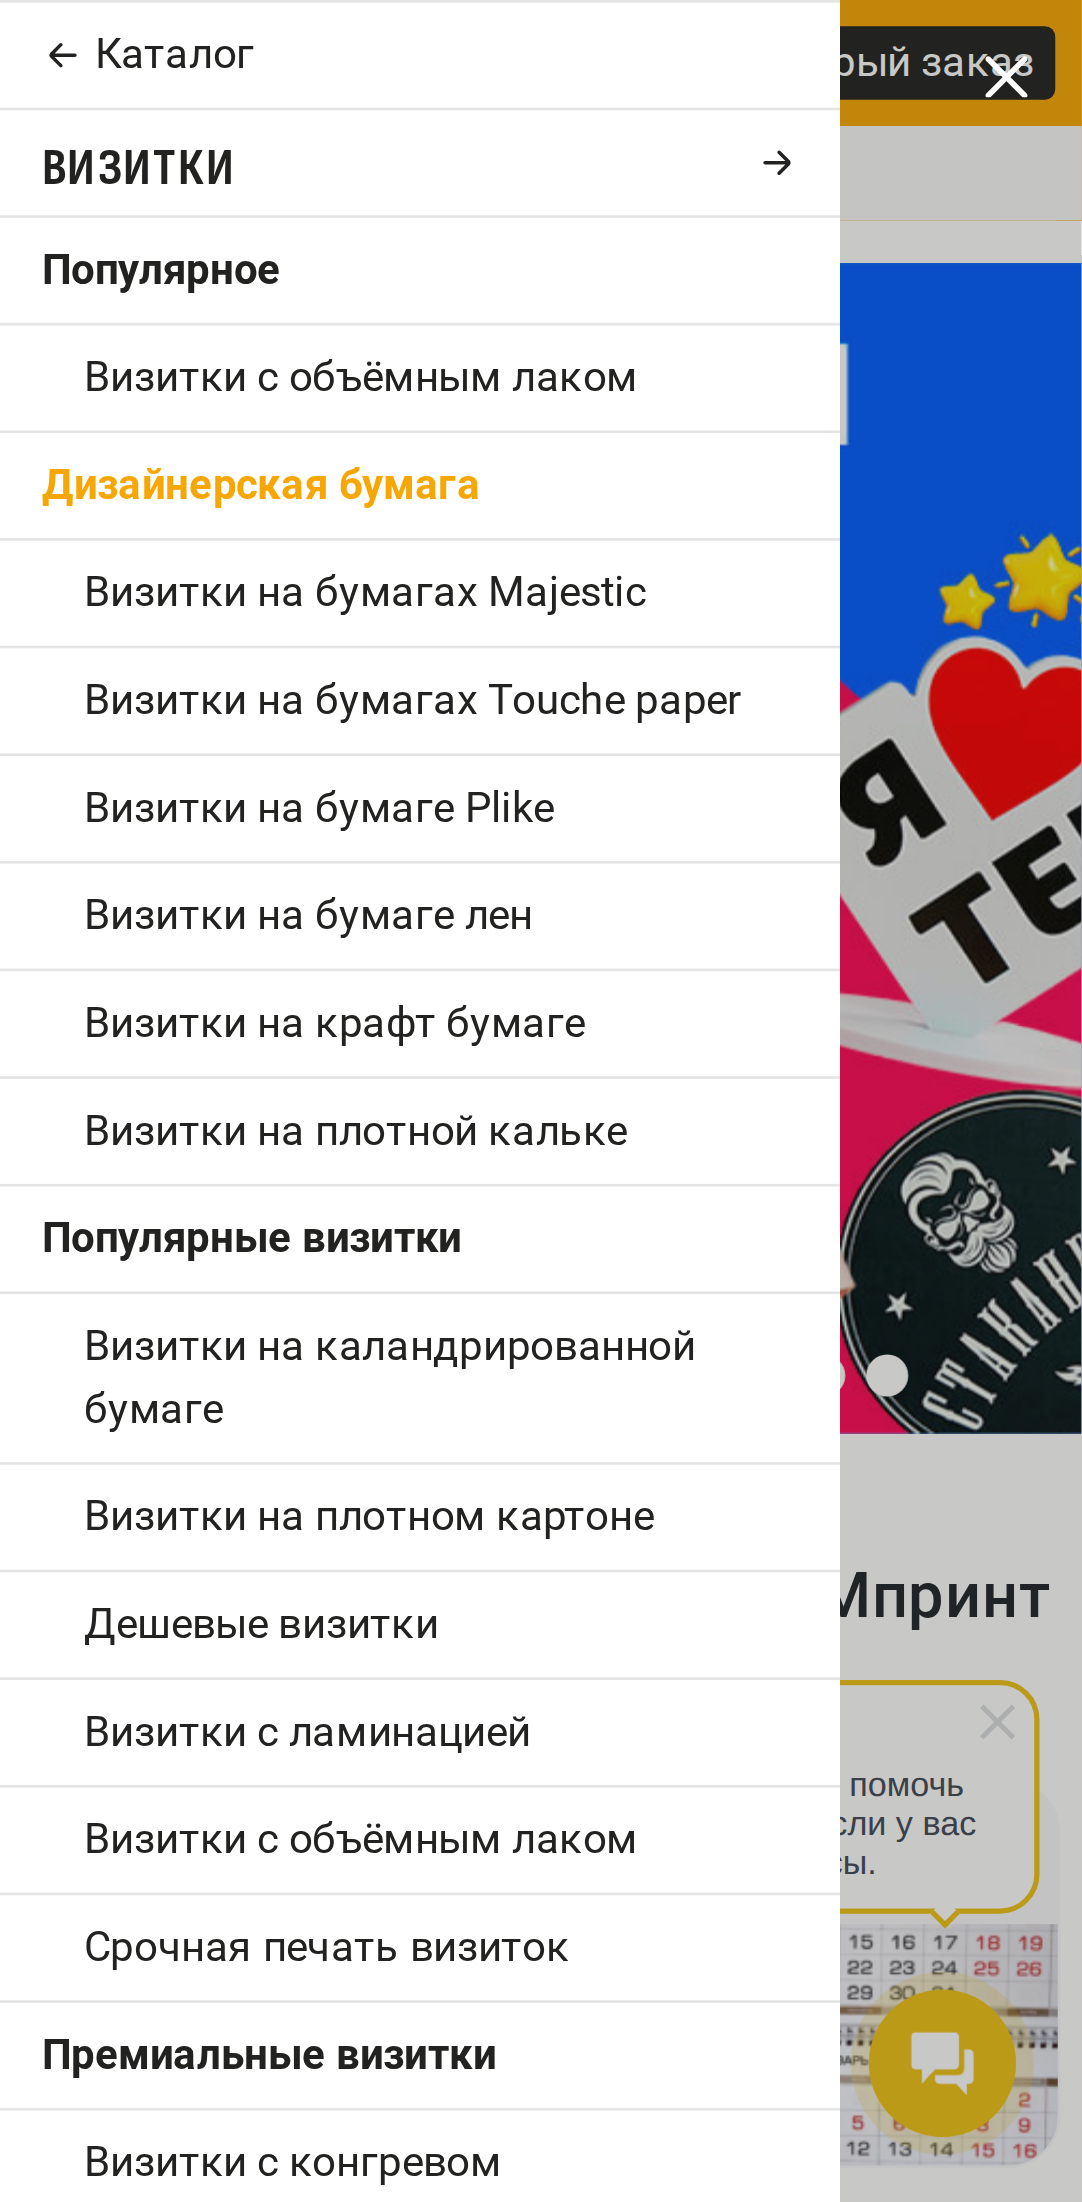 Каталог
ВИЗИТКИ
Популярное
Визитки с объёмным лаком
Дизайнерская бумага
Визитки на бумагах Majestic
Визитки на бумагах Touche paper
Визитки на бумаге Plike
Визитки на бумаге лен
Визитки на крафт бумаге
Визитки на плотной кальке
Популярные визитки
Визитки на каландрированной
бумаге
Визитки на плотном картоне
Дешевые визитки
Визитки с ламинацией
Визитки с объёмным лаком
Срочная печать визиток
Премиальные визитки
Визитки с конгревом
заказ
Я
Мпринт
помочь
у вас
15 16 17 18 19
22 23 24 25 26
29 30
2
5 9
12 13 14 15 16